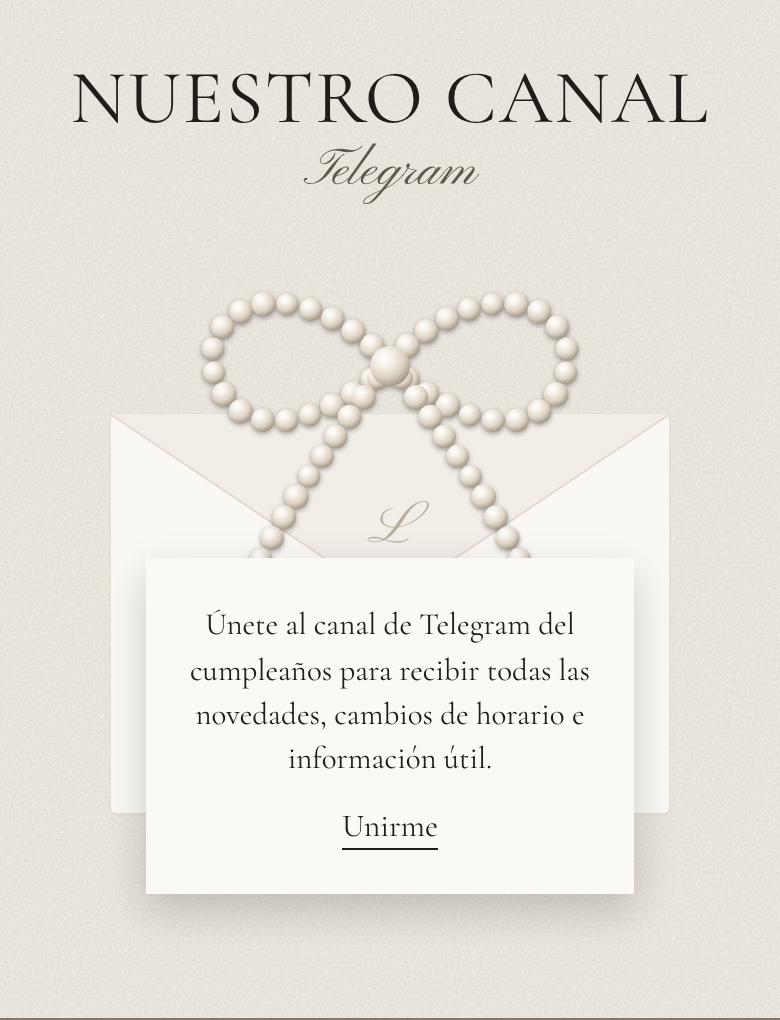 NUESTRO CANAL
Telegram
L
Únete al canal de Telegram del
cumpleaños para recibir todas las
novedades, cambios de horario e
información útil.
Unirme